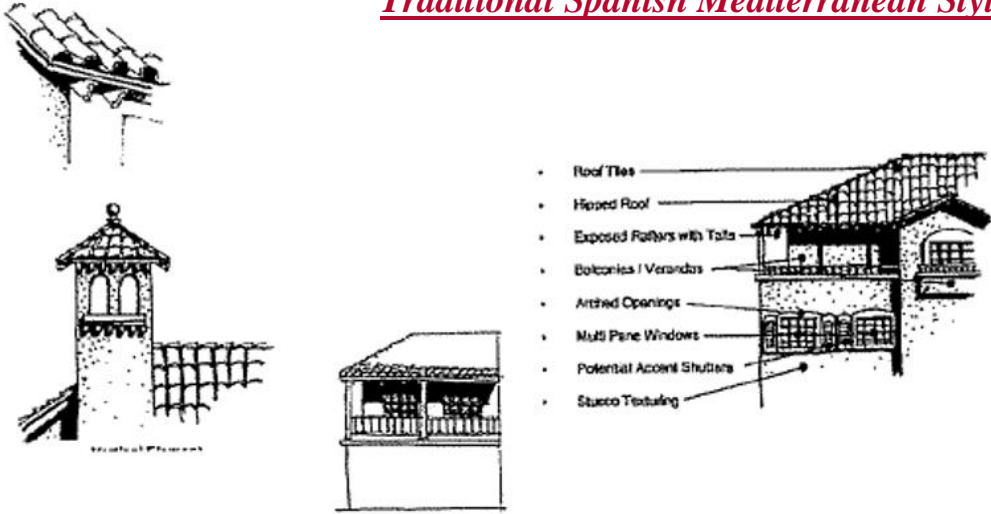 Traditional Spanish Mediterranean Styl
Roof Tiles
Hipped Roof
Exposed Rafters with Tails
Balconies / Verandas
Arched Openings
Multi Pane Windows
Potential Accent Shutters
Stucco Texturing